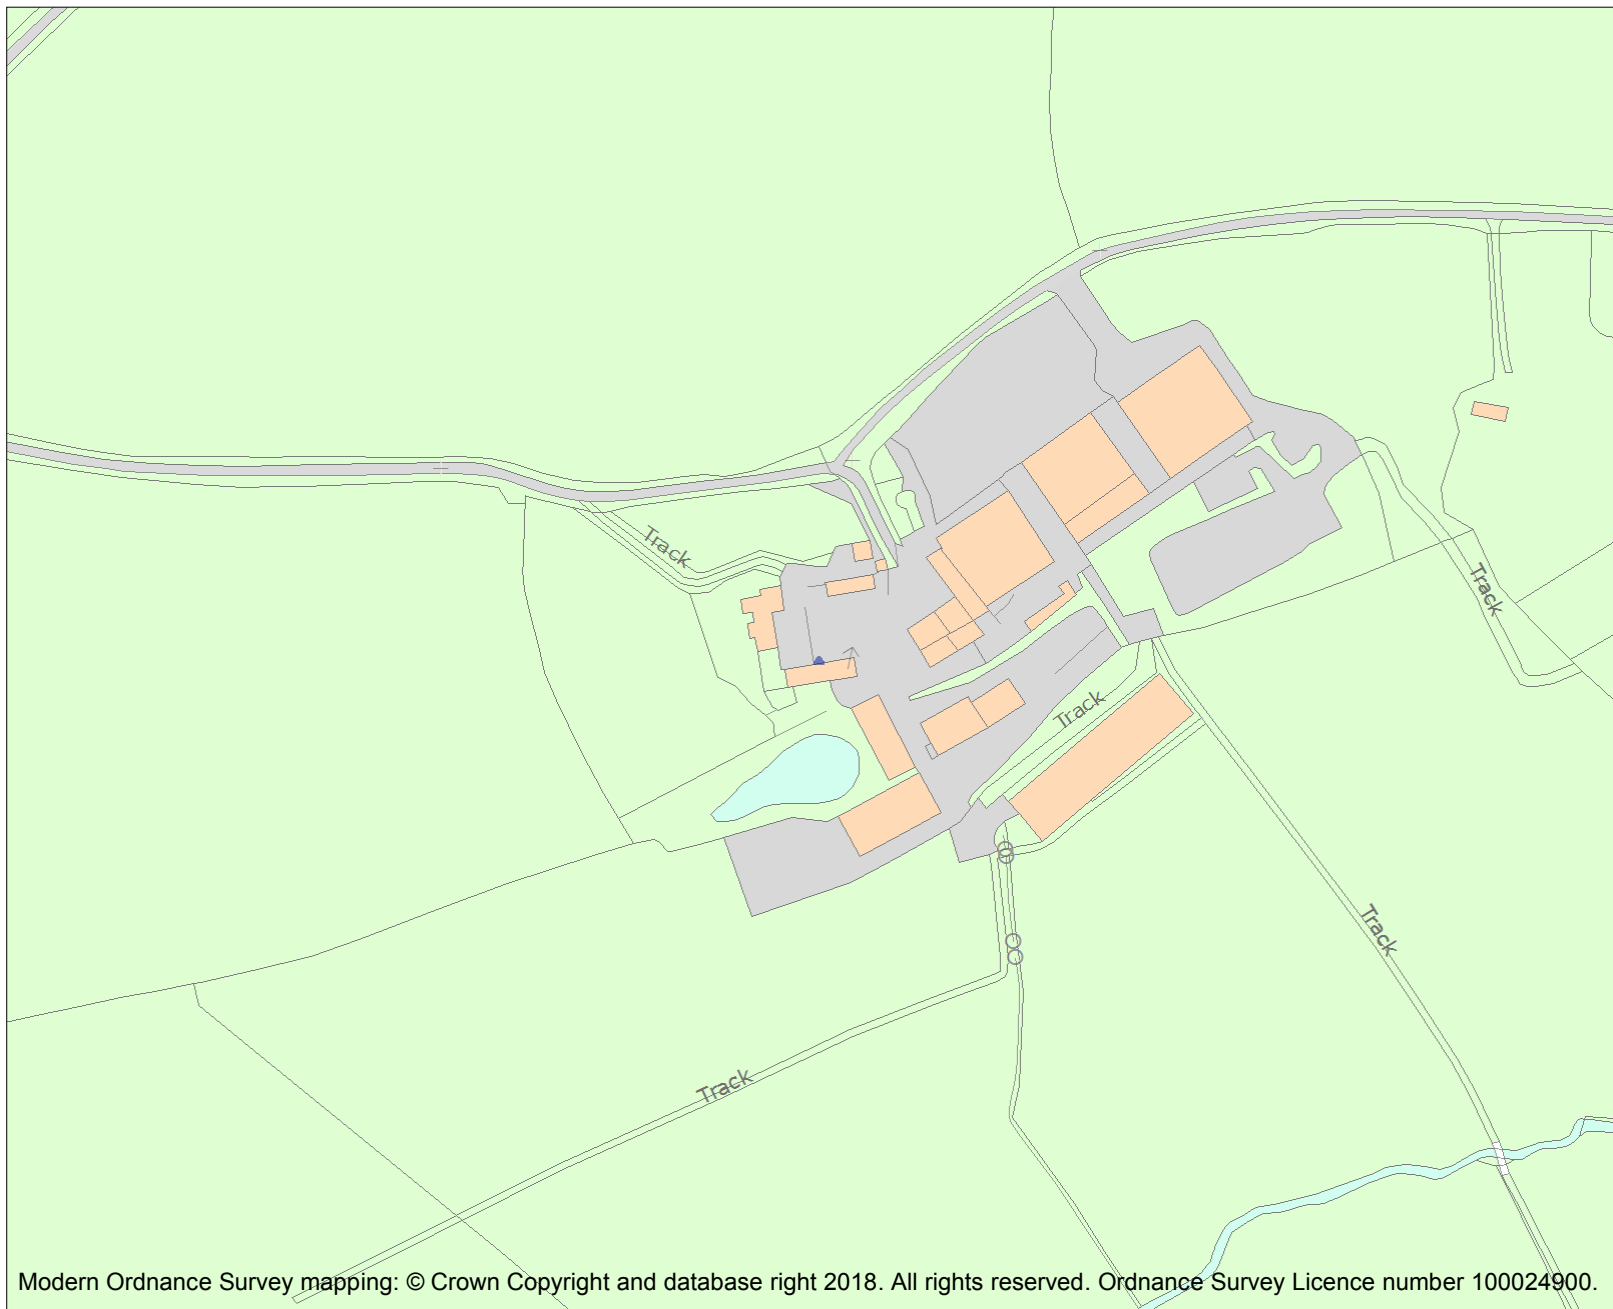 Track
Track
Track
Track
Track
Modern Ordnance Survey mapping: © Crown Copyright and database right 2018. All rights reserved. Ordnance Survey Licence number 100024900.